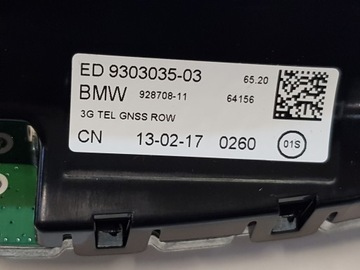 ED 9303035-03 65.20
BMW 928708-11 64156
3G TEL GNSS ROW
CN 13-02-17 0260 01S